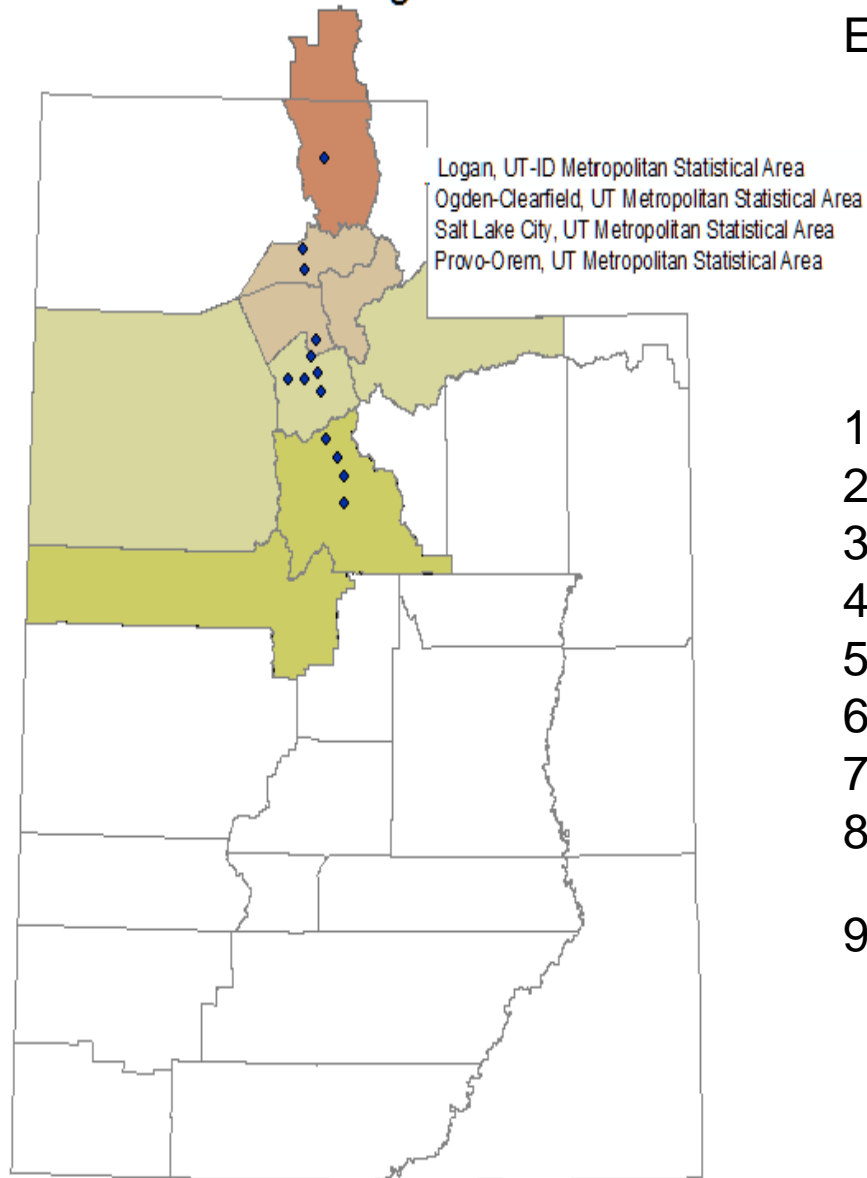 E
Logan, UT-ID Metropolitan Statistical Area
Ogden-Clearfield, UT Metropolitan Statistical Area
Salt Lake City, UT Metropolitan Statistical Area
Provo-Orem, UT Metropolitan Statistical Area
1
2
3
4
5
6
7
8
9